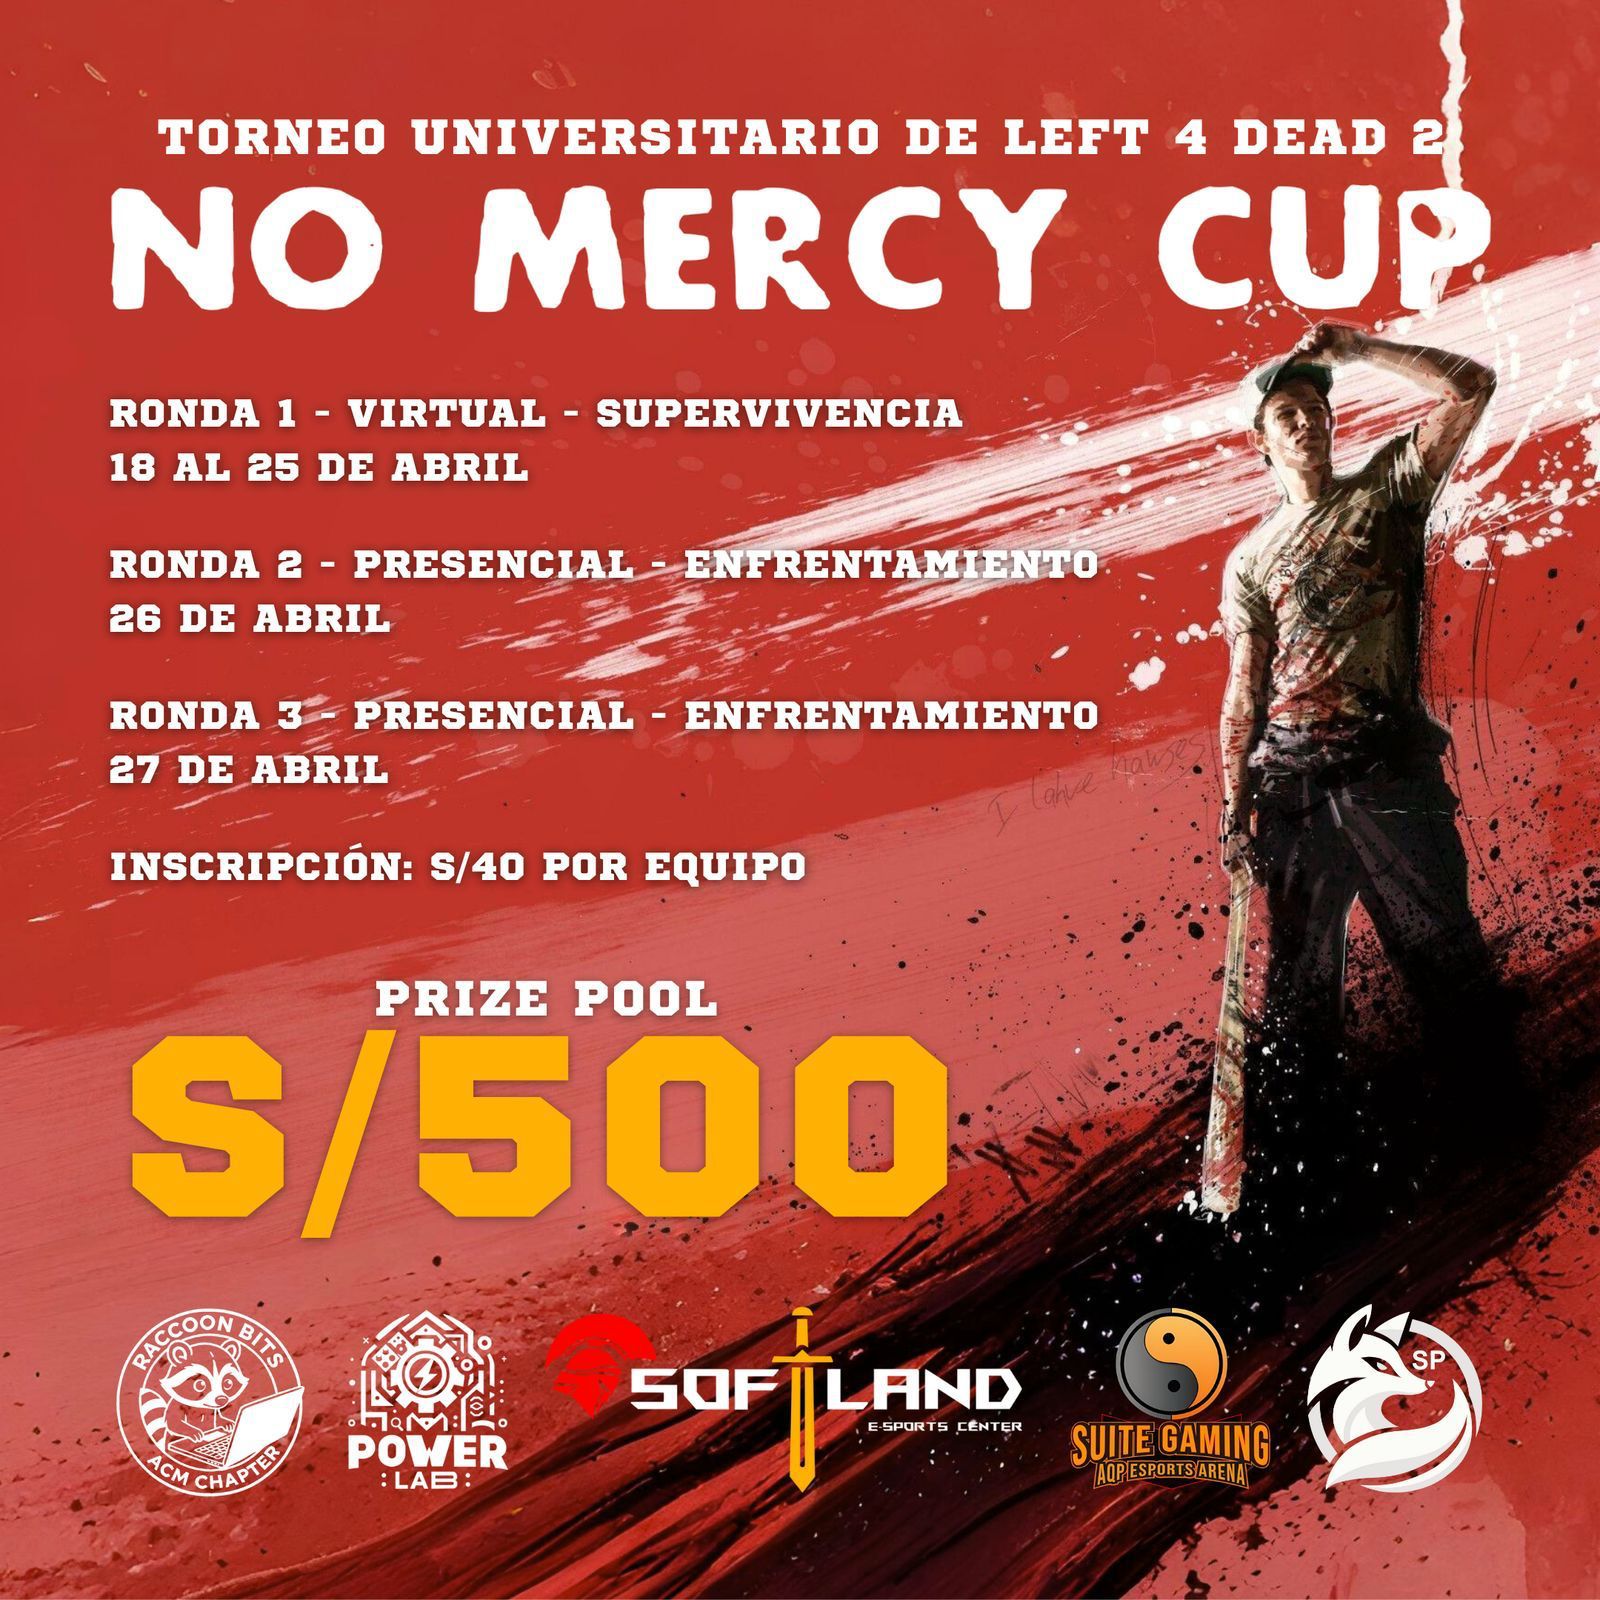 TORNEO UNIVERSITARIO DE LEFT 4 DEAD 2
NO MERCY CUP
RONDA 1 - VIRTUAL - SUPERVIVENCIA
18 AL 25 DE ABRIL
RONDA 2 - PRESENCIAL - ENFRENTAMIENTO
26 DE ABRIL
RONDA 3 - PRESENCIAL - ENFRENTAMIENTO
27 DE ABRIL
I
INSCRIPCIÓN: S/40 POR EQUIPO
PRIZE POOL
S/500
RACCOON BITS
ACM CHAPTER
POWER
LAB
SOFTLAND
E-SPORTS CENTER
SUITE GAMING
AQP ESPORTS ARENA
SP